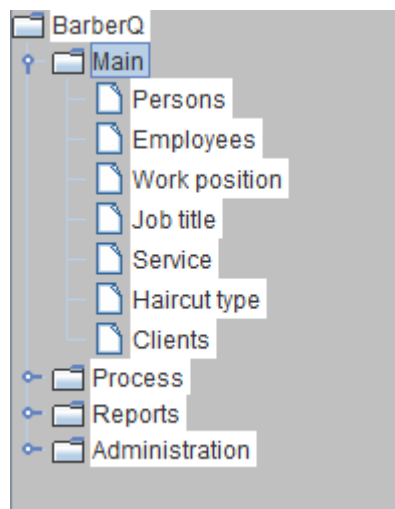 BarberQ
Main
Persons
Employees
Work position
Job title
Service
Haircut type
Clients
Process
Reports
Administration